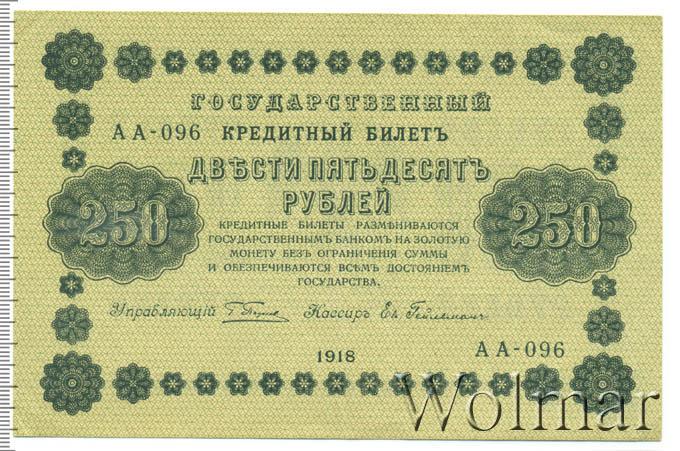 ГОСУДАРСТВЕННЫЙ
АА-096 КРЕДИТНЫЙ БИЛЕТЪ
ДВѢСТИ ПЯТЬДЕСЯТЪ
РУБЛЕЙ
250
250
КРЕДИТНЫЕ БИЛЕТЫ РАЗМѢНИВАЮТСЯ
ГОСУДАРСТВЕННЫМЪ БАНКОМЪ НА ЗОЛОТУЮ
МОНЕТУ БЕЗЪ ОГРАНИЧЕНІЯ СУММЫ
И ОБЕЗПЕЧИВАЮТСЯ ВСѢМЪ ДОСТОЯНІЕМЪ
ГОСУДАРСТВА.
Управляющій Кассиръ
1918
АА-096
Wolmar